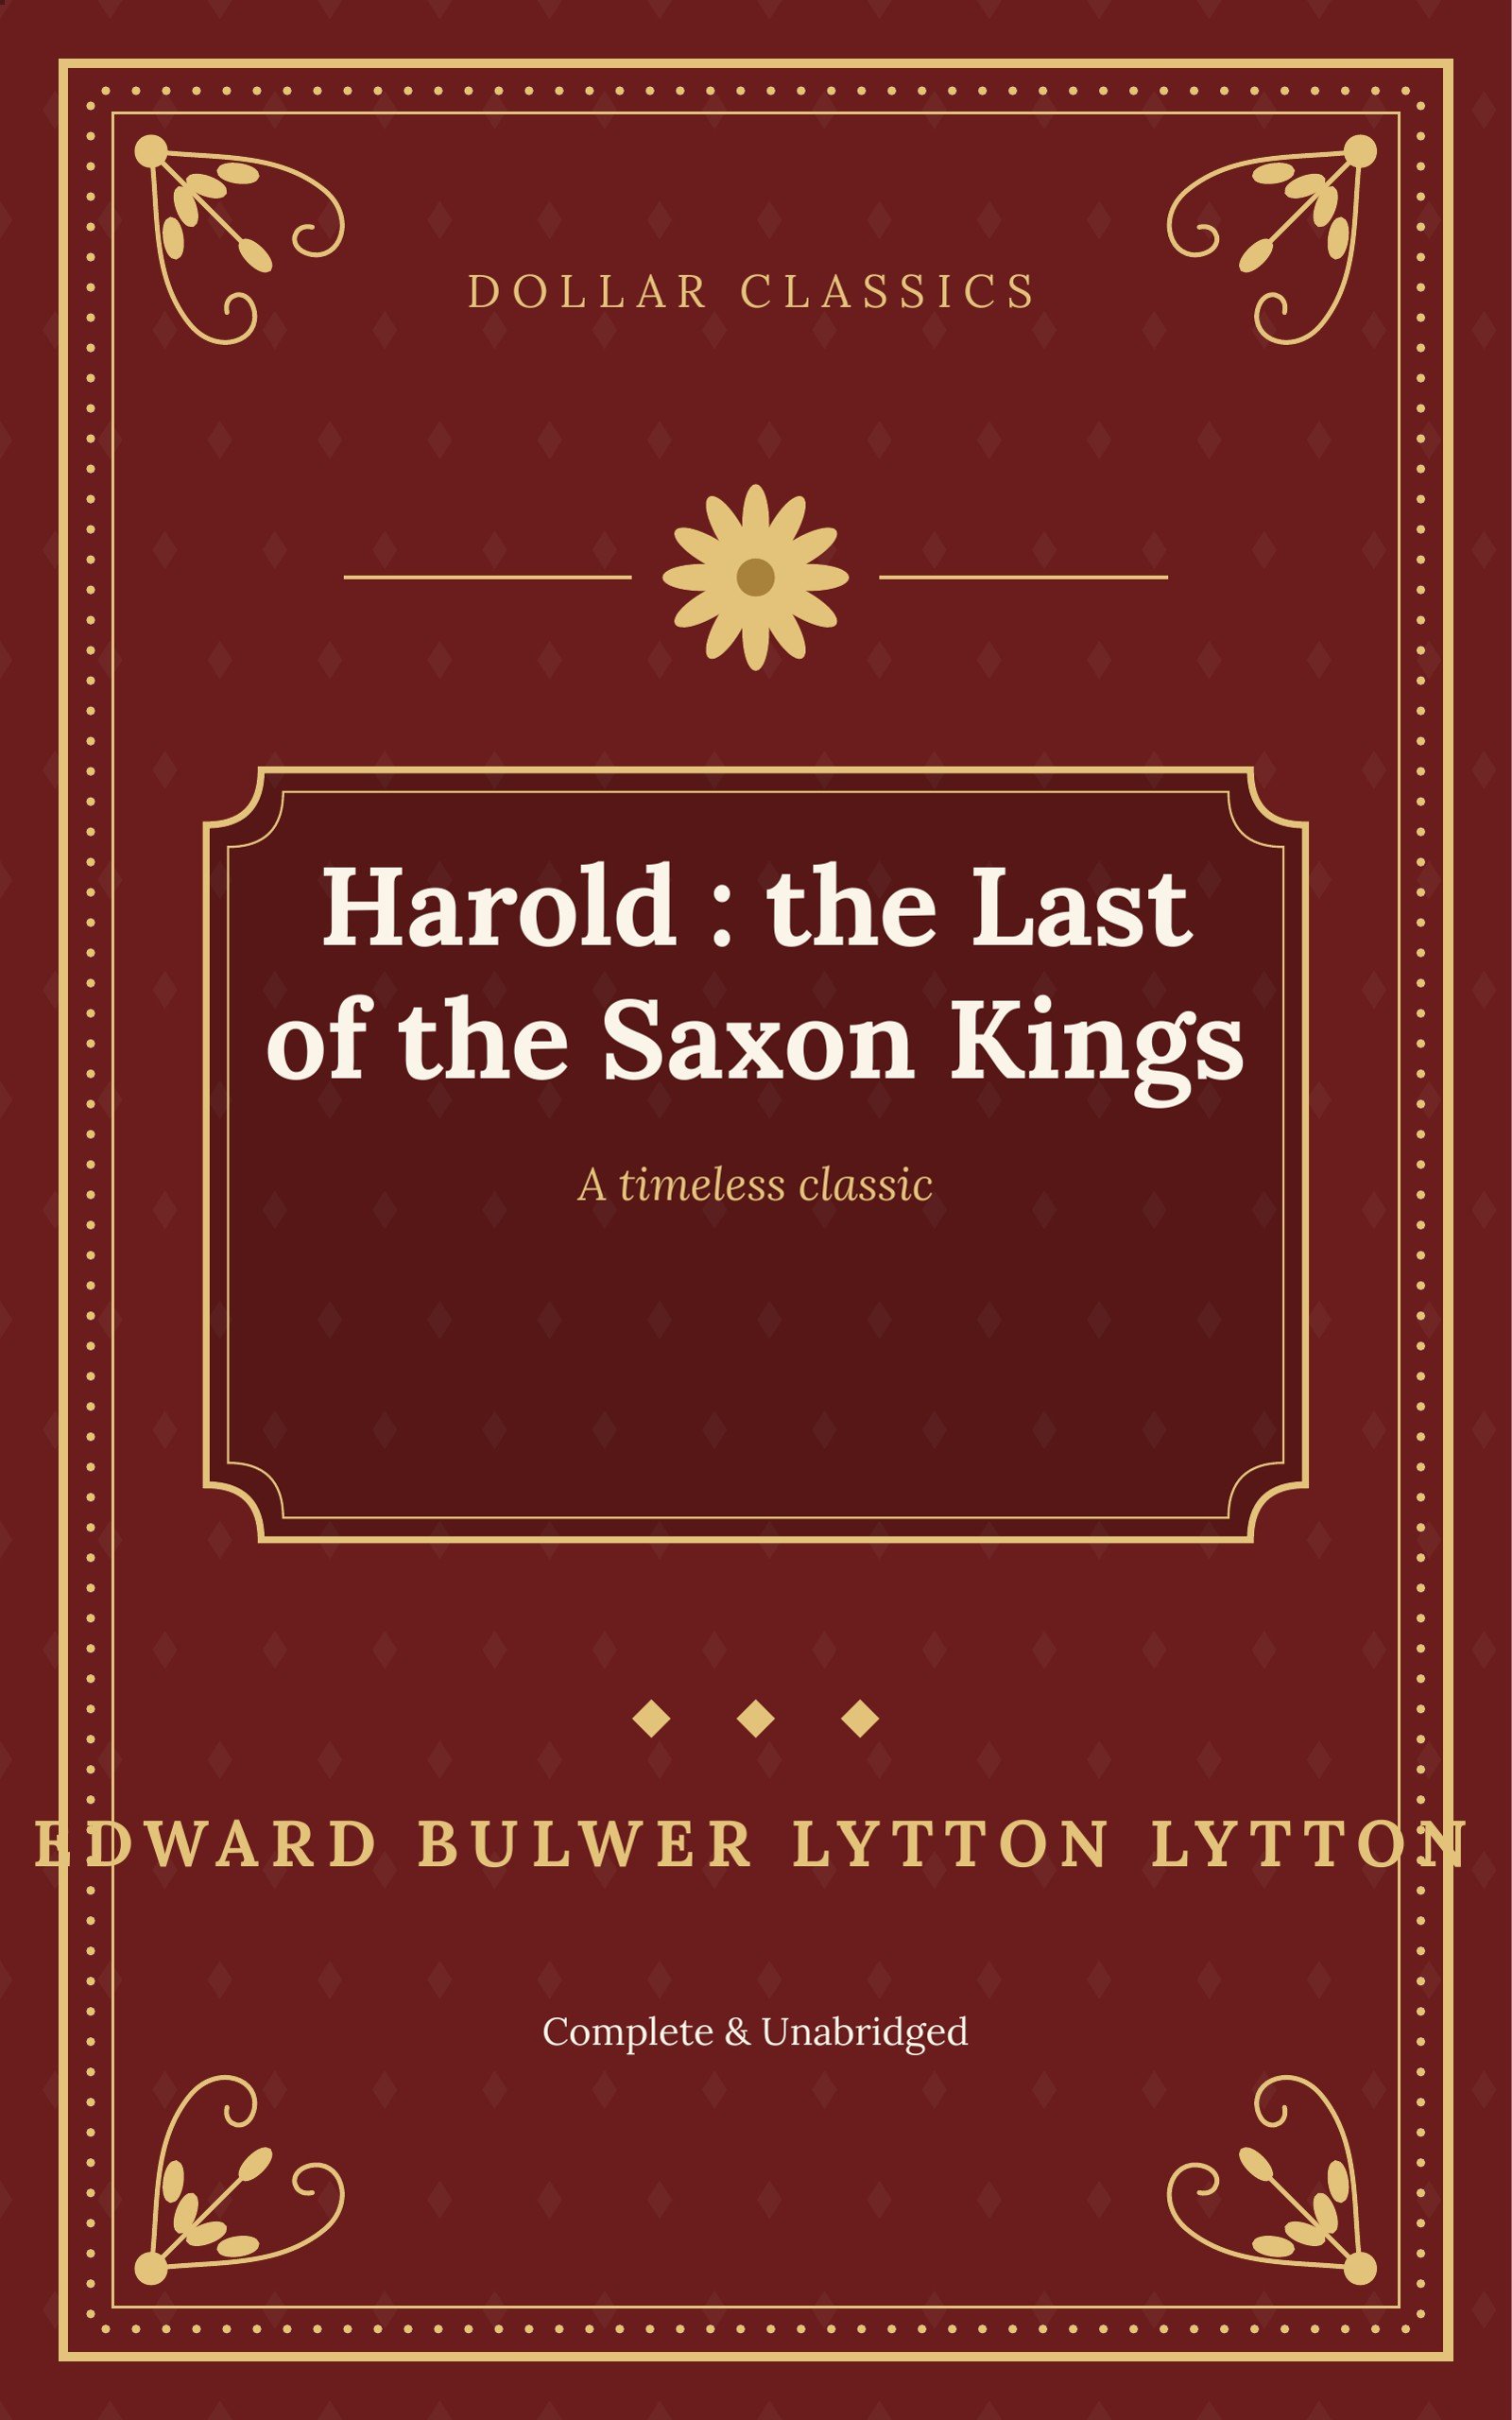 DOLLAR CLASSICS
Harold : the Last
of the Saxon Kings
A timeless classic
EDWARD BULWER LYTTON LYTTON
Complete & Unabridged